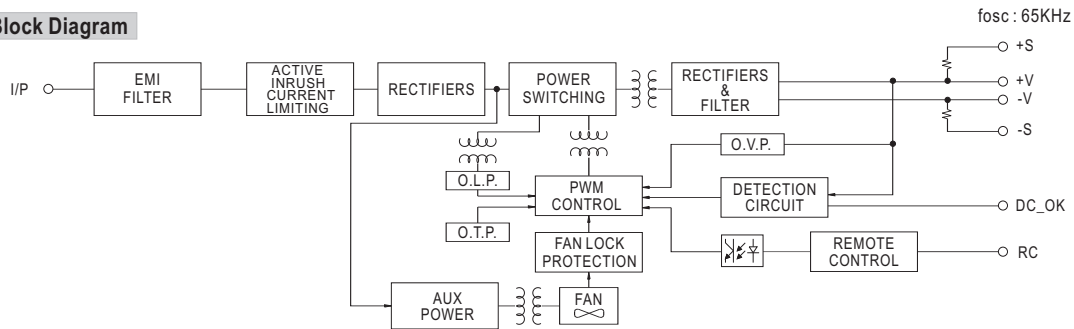 Block Diagram
fosc : 65KHz
I/P
EMI
FILTER
ACTIVE
INRUSH
CURRENT
LIMITING
RECTIFIERS
POWER
SWITCHING
RECTIFIERS
&
FILTER
+S
+V
-V
-S
O.L.P.
O.T.P.
PWM
CONTROL
O.V.P.
DETECTION
CIRCUIT
DC_OK
FAN LOCK
PROTECTION
REMOTE
CONTROL
RC
AUX
POWER
FAN